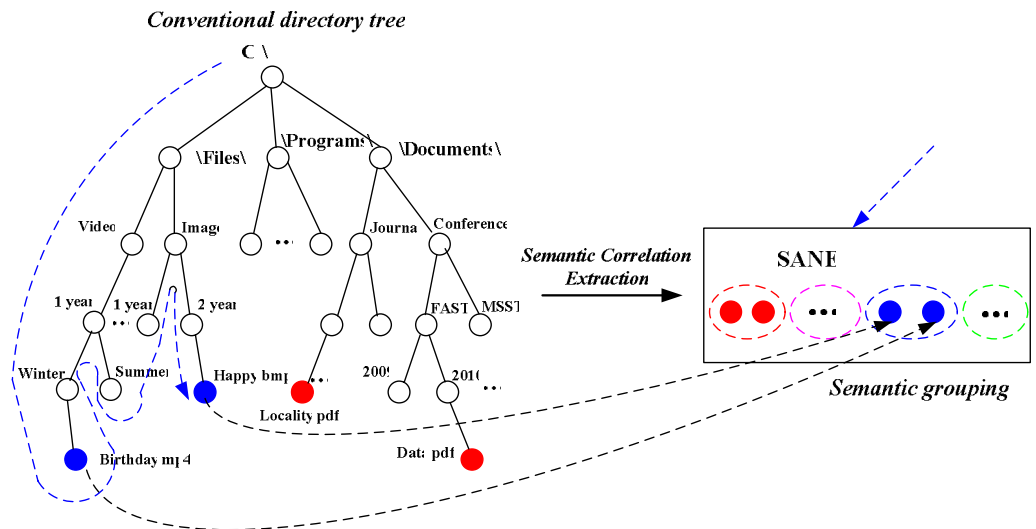 Conventional directory tree
C \
\Files\
\Programs\
\Documents\
Video
Image
Journa
Conference
1 year
...
1 year
2 year
...
FAST
MSST
Winter
Summer
Happy bmp
...
Locality pdf
2009
2010
...
Birthday mp4
Data pdf
Semantic Correlation
Extraction
SANE
...
...
Semantic grouping